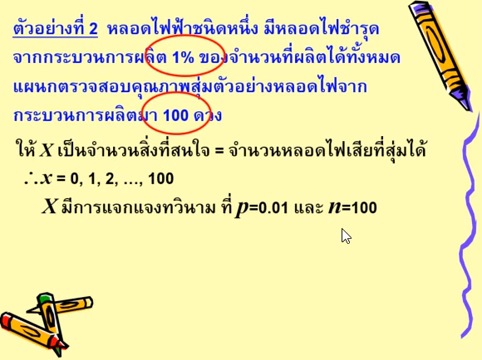 ตัวอย่างที่ 2 หลอดไฟฟ้าชนิดหนึ่ง มีหลอดไฟชำรุด
จากกระบวนการผลิต 1% ของจำนวนที่ผลิตได้ทั้งหมด
แผนกตรวจสอบคุณภาพสุ่มตัวอย่างหลอดไฟจาก
กระบวนการผลิตมา 100 ดวง
ให้ X เป็นจำนวนสิ่งที่สนใจ = จำนวนหลอดไฟเสียที่สุ่มได้
∴x = 0, 1, 2, …, 100
X มีการแจกแจงทวินาม ที่ p=0.01 และ n=100